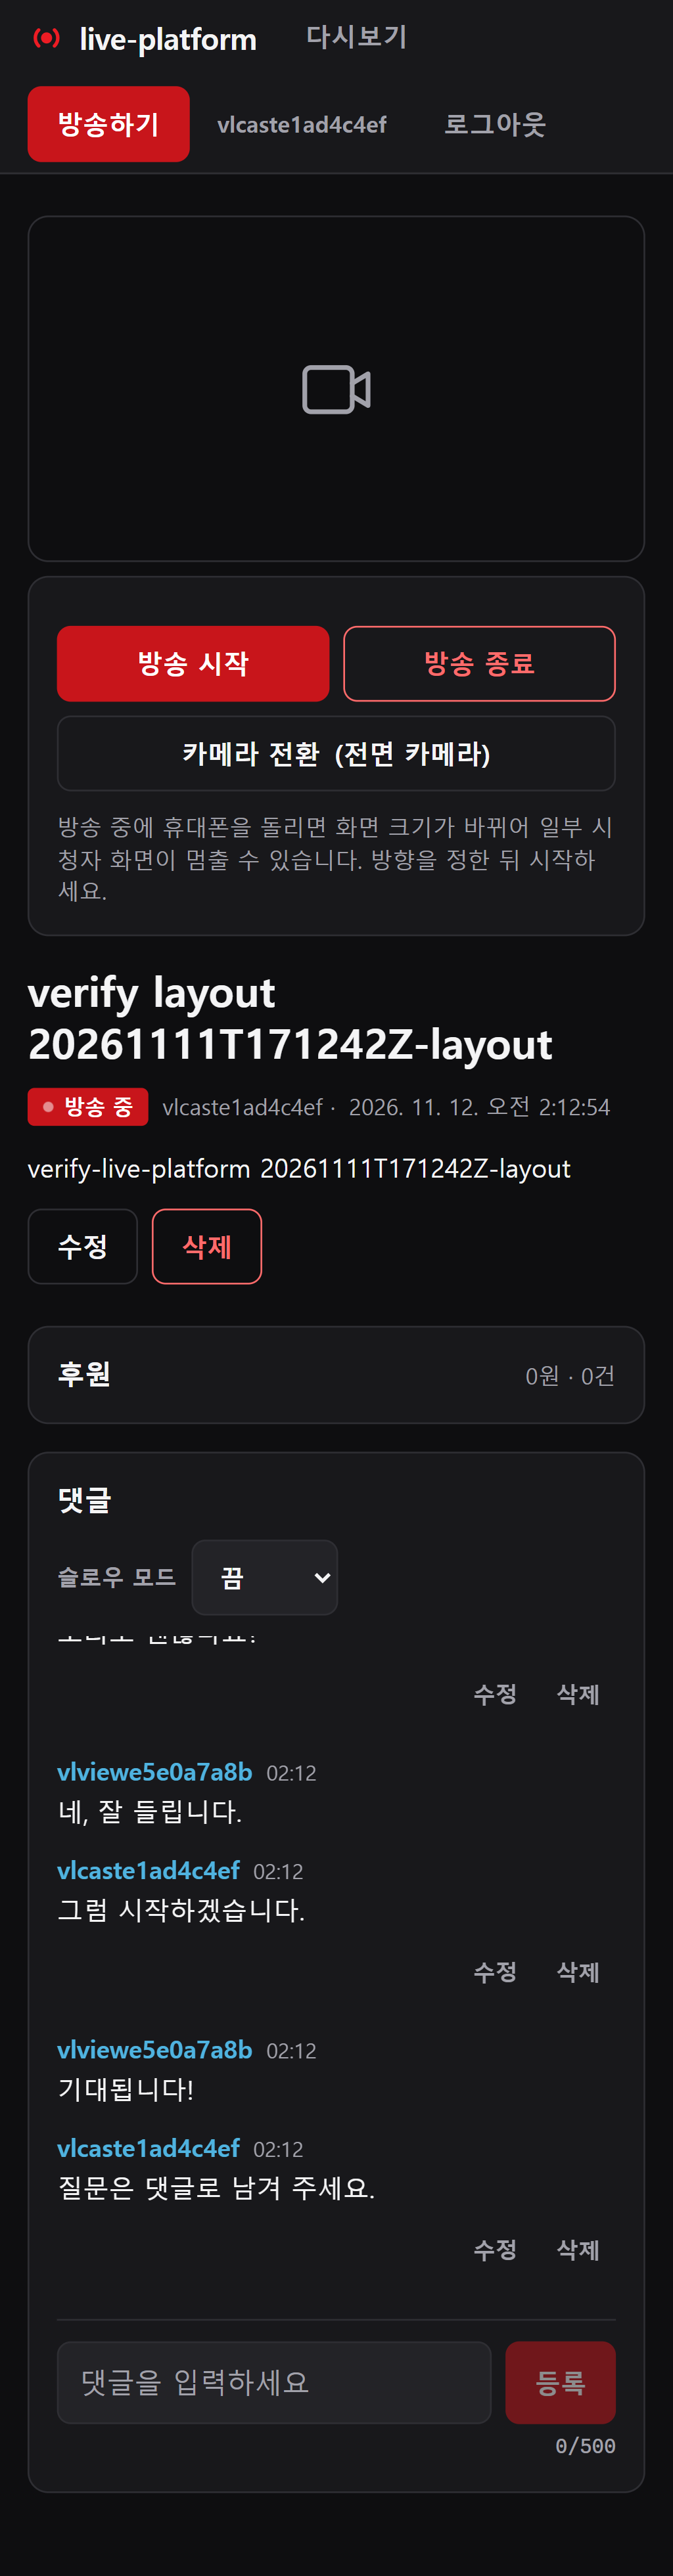 live-platform 다시보기
방송하기 vlcaste1ad4c4ef 로그아웃
방송 시작 방송 종료
카메라 전환 (전면 카메라)
방송 중에 휴대폰을 돌리면 화면 크기가 바뀌어 일부 시
청자 화면이 멈출 수 있습니다. 방향을 정한 뒤 시작하
세요.
verify layout
20261111T171242Z-layout
방송 중 vlcaste1ad4c4ef · 2026. 11. 12. 오전 2:12:54
verify-live-platform 20261111T171242Z-layout
수정 삭제
후원 0원 · 0건
댓글
슬로우 모드 끔
수정 삭제
vlviewe5e0a7a8b 02:12
네, 잘 들립니다.
vlcaste1ad4c4ef 02:12
그럼 시작하겠습니다.
수정 삭제
vlviewe5e0a7a8b 02:12
기대됩니다!
vlcaste1ad4c4ef 02:12
질문은 댓글로 남겨 주세요.
수정 삭제
댓글을 입력하세요 등록
0/500